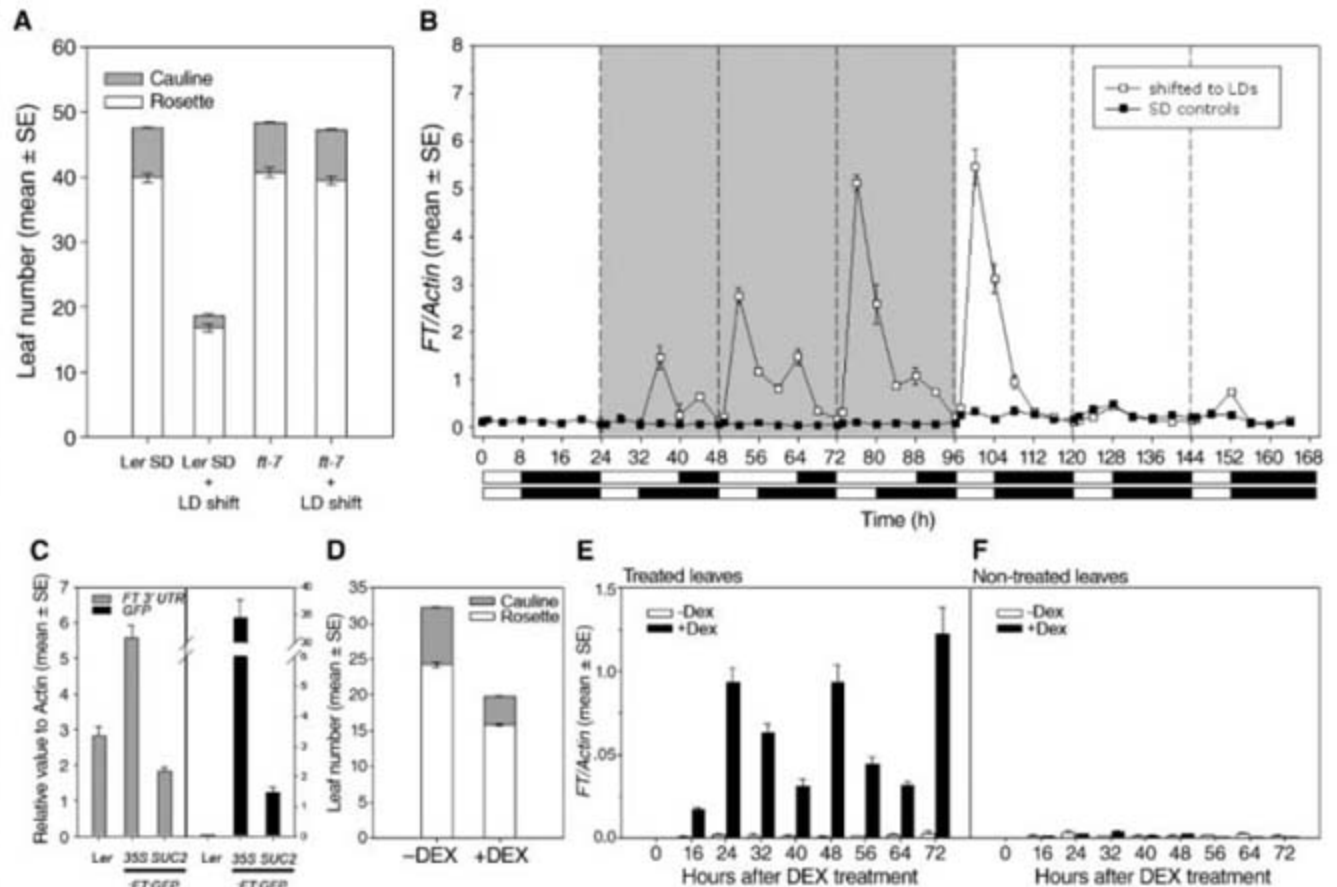 A
Leaf number (mean ± SE)
60
50
40
30
20
10
0
Cauline
Rosette
Ler SD
Ler SD
+
LD shift
ft-7
ft-7
+
LD shift
B
FT/Actin (mean ± SE)
8
7
6
5
4
3
2
1
0
shifted to LDs
SD controls
0 8 16 24 32 40 48 56 64 72 80 88 96 104 112 120 128 136 144 152 160 168
Time (h)
C
Relative value to Actin (mean ± SE)
7
6
5
4
3
2
1
0
FT 3' UTR
GFP
40
5
4
3
2
1
0
Ler 35S SUC2 Ler 35S SUC2
:FT:GFP :FT:GFP
D
Leaf number (mean ± SE)
35
30
25
20
15
10
5
0
Cauline
Rosette
–DEX +DEX
E
Treated leaves
FT/Actin (mean ± SE)
1.5
1.0
.05
0.0
-Dex
+Dex
0 16 24 32 40 48 56 64 72
Hours after DEX treatment
F
Non-treated leaves
-Dex
+Dex
0 16 24 32 40 48 56 64 72
Hours after DEX treatment